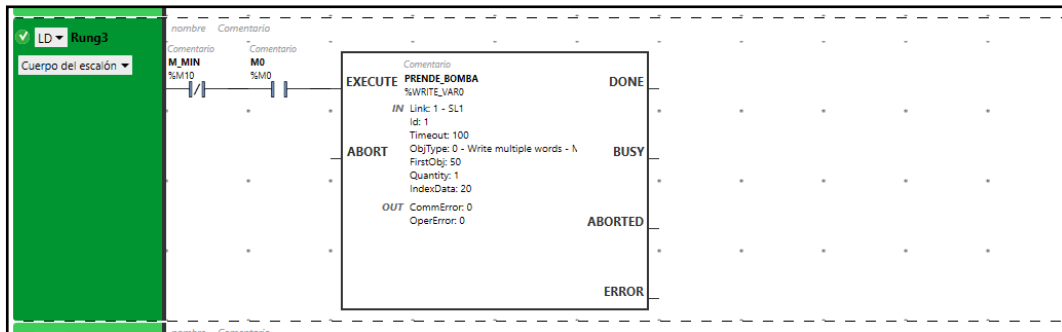 LD Rung3
Cuerpo del escalón
nombre Comentario
Comentario Comentario
M_MIN M0
%M10 %M0
Comentario
EXECUTE PRENDE_BOMBA DONE
%WRITE_VAR0
IN Link: 1 - SL1
Id: 1
Timeout: 100
ABORT ObjType: 0 - Write multiple words - BUSY
FirstObj: 50
Quantity: 1
IndexData: 20
OUT CommError: 0
OperError: 0 ABORTED
ERROR
nombre Comentario